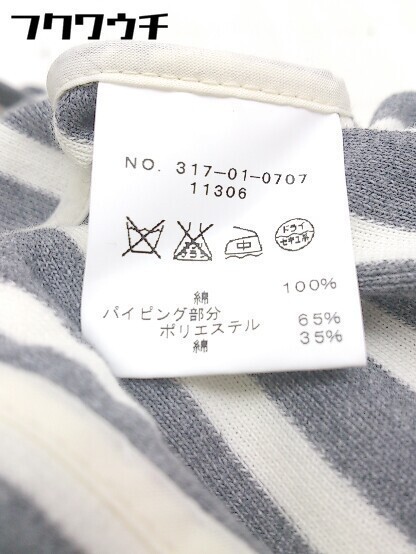 フクワウチ
NO. 317-01-0707
11306
中
ドライ
セキユ系
綿 100%
パイピング部分
ポリエステル 65%
綿 35%